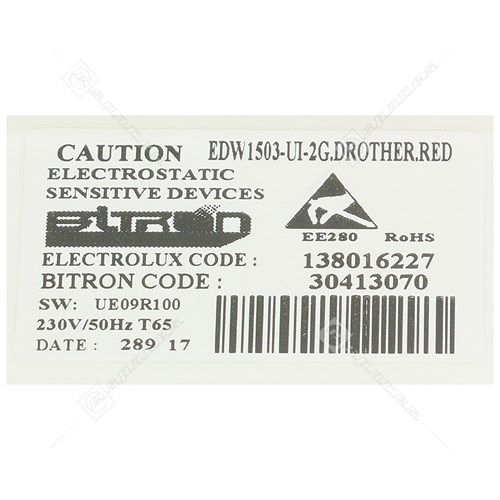 CAUTION EDW1503-UI-2G.DROTHER.RED
ELECTROSTATIC
SENSITIVE DEVICES
BITRON
EE280 RoHS
ELECTROLUX CODE : 138016227
BITRON CODE : 30413070
SW: UE09R100
230V/50Hz T65
DATE : 289 17